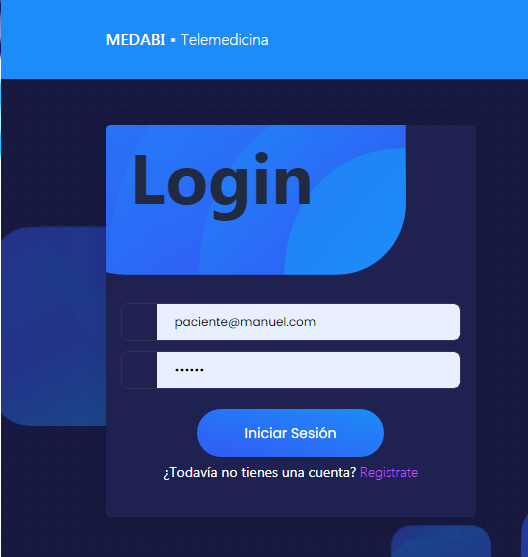 MEDABI • Telemedicina
Login
paciente@manuel.com
••••••
Iniciar Sesión
¿Todavía no tienes una cuenta? Registrate